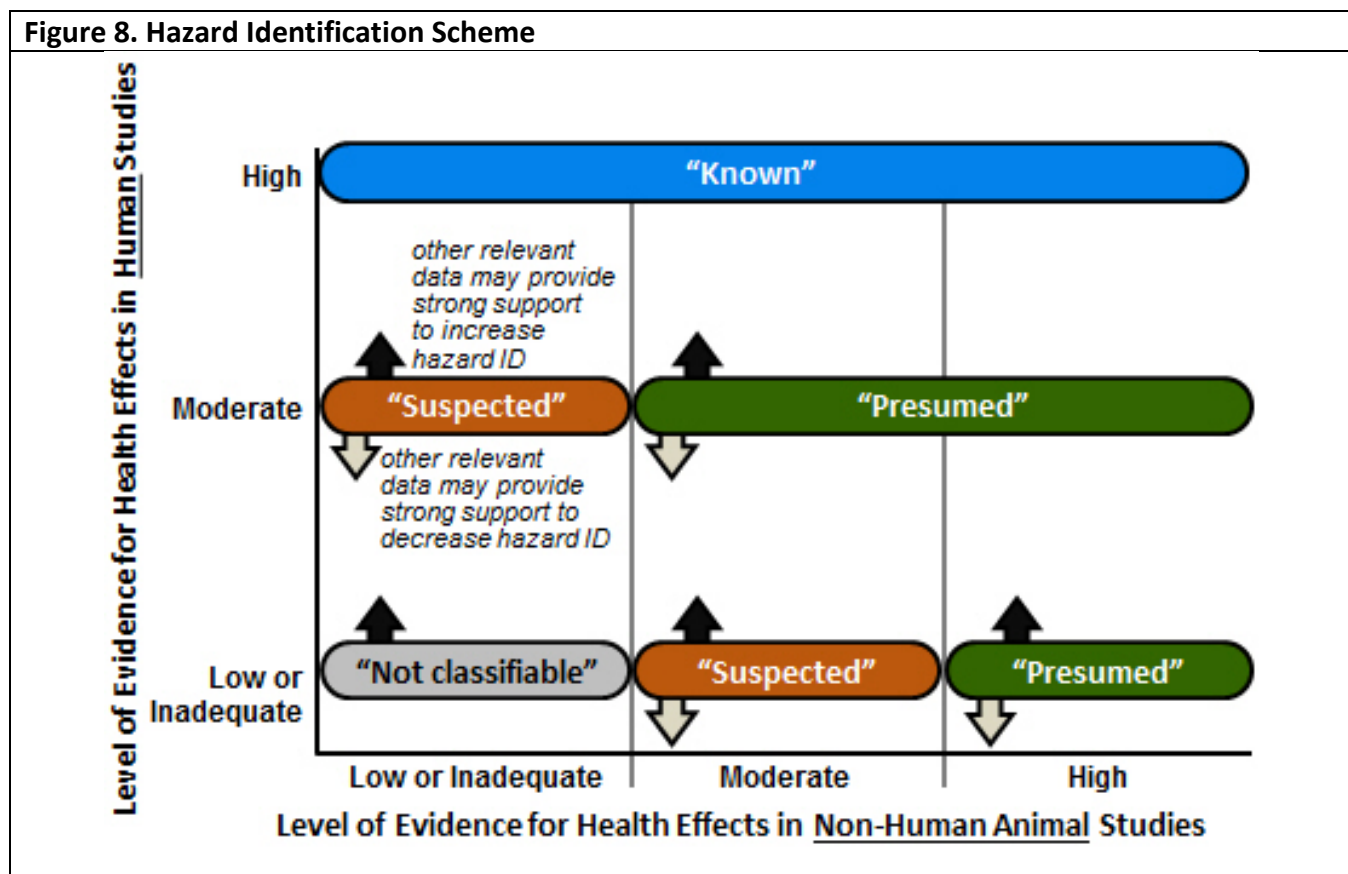 Figure 8. Hazard Identification Scheme
Level of Evidence for Health Effects in Human Studies
High
“Known”
other relevant
data may provide
strong support
to increase
hazard ID
Moderate
“Suspected”
“Presumed”
other relevant
data may provide
strong support to
decrease hazard ID
Low or
Inadequate
“Not classifiable”
“Suspected”
“Presumed”
Low or Inadequate
Moderate
High
Level of Evidence for Health Effects in Non-Human Animal Studies